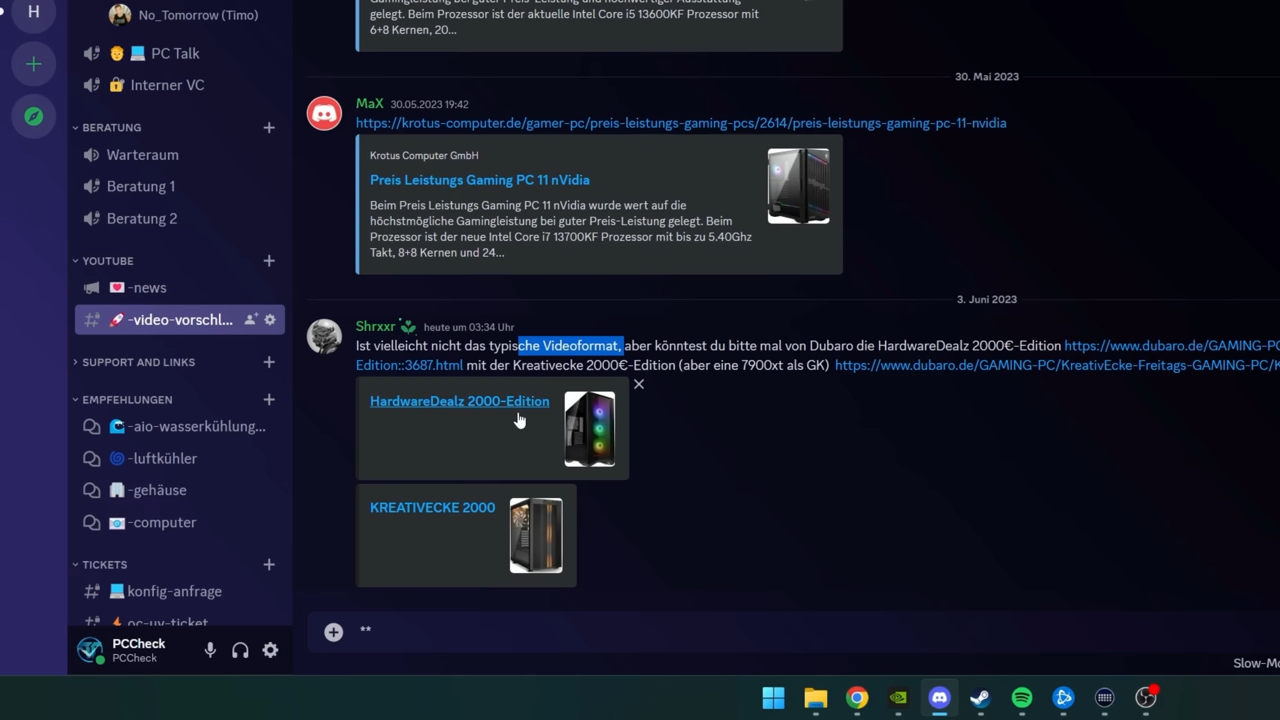 H
No_Tomorrow (Timo)
PC Talk
Interner VC
BERATUNG
Warteraum
Beratung 1
Beratung 2
YOUTUBE
-news
-video-vorschl...
SUPPORT AND LINKS
EMPFEHLUNGEN
-aio-wasserkühlung...
-luftkühler
-gehäuse
-computer
TICKETS
konfig-anfrage
oc-uv-ticket
PCCheck
PCCheck
gelegt. Beim Prozessor ist der aktuelle Intel Core i5 13600KF Prozessor mit
6+8 Kernen, 20...
30. Mai 2023
MaX 30.05.2023 19:42
https://krotus-computer.de/gamer-pc/preis-leistungs-gaming-pcs/2614/preis-leistungs-gaming-pc-11-nvidia
Krotus Computer GmbH
Preis Leistungs Gaming PC 11 nVidia
Beim Preis Leistungs Gaming PC 11 nVidia wurde wert auf die
höchstmögliche Gamingleistung bei guter Preis-Leistung gelegt. Beim
Prozessor ist der neue Intel Core i7 13700KF Prozessor mit bis zu 5.40Ghz
Takt, 8+8 Kernen und 24...
3. Juni 2023
Shrxxr heute um 03:34 Uhr
Ist vielleicht nicht das typische Videoformat, aber könntest du bitte mal von Dubaro die HardwareDealz 2000€-Edition https://www.dubaro.de/GAMING-PC
Edition::3687.html mit der Kreativecke 2000€-Edition (aber eine 7900xt als GK) https://www.dubaro.de/GAMING-PC/KreativEcke-Freitags-GAMING-PC/K
HardwareDealz 2000-Edition
KREATIVECKE 2000
**
Slow-Mo